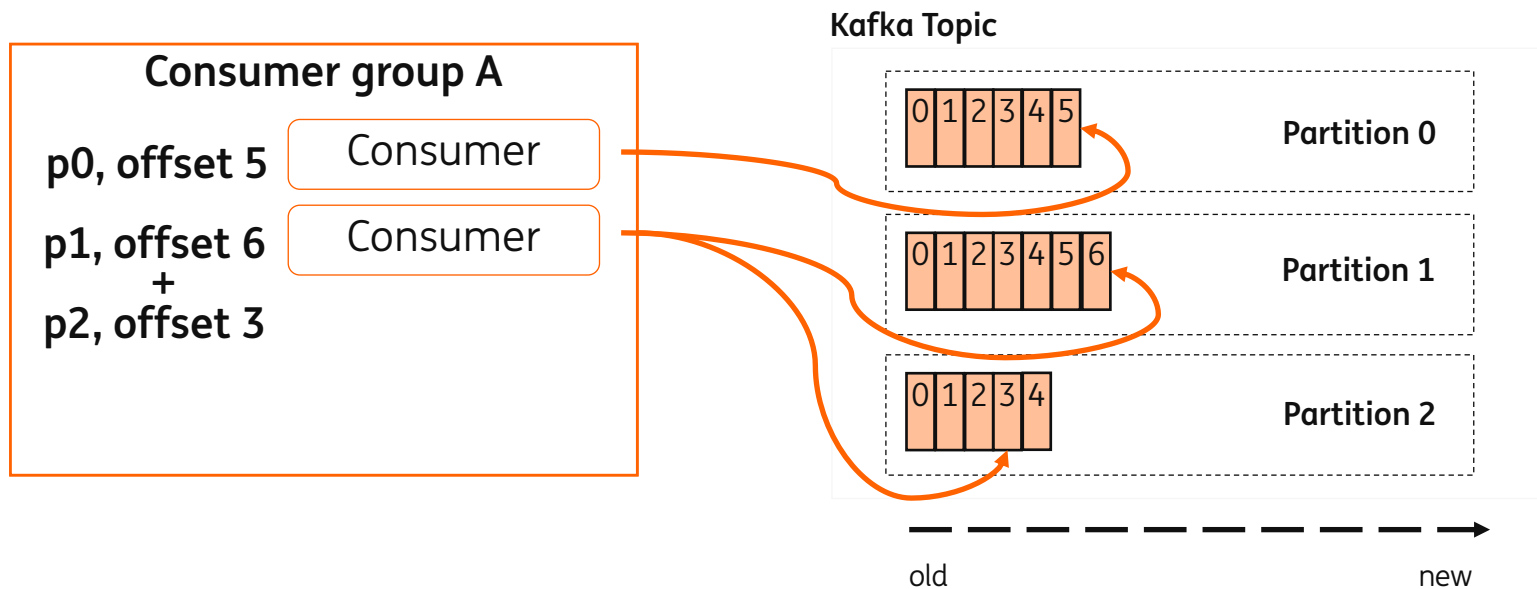 Kafka Topic
Consumer group A
p0, offset 5
Consumer
p1, offset 6
Consumer
+
p2, offset 3
0 1 2 3 4 5
Partition 0
0 1 2 3 4 5 6
Partition 1
0 1 2 3 4
Partition 2
old
new